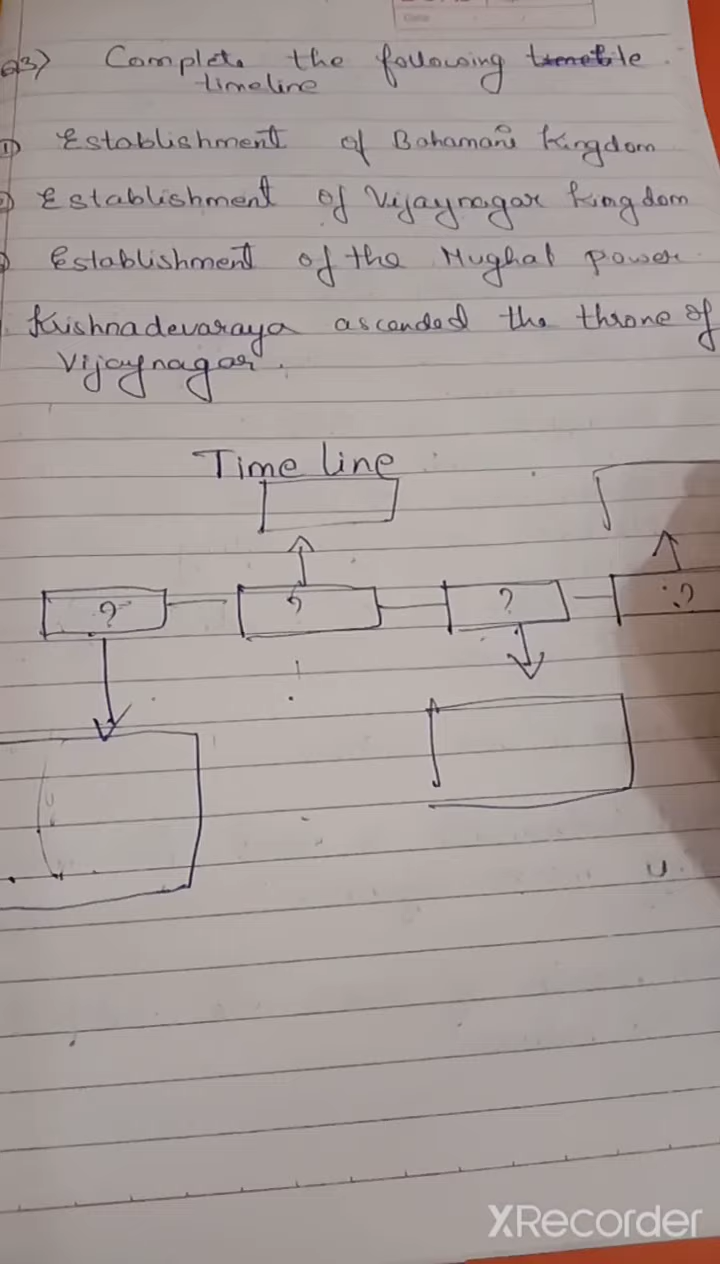 Date
Q3) Complete the following
timeline
① Establishment of Bahamani Kingdom
② Establishment of Vijaynagar Kingdom
③ Establishment of the Mughal power.
Krishnadevaraya ascended the throne of
Vijaynagar.
Time line
? ? ? ?
XRecorder